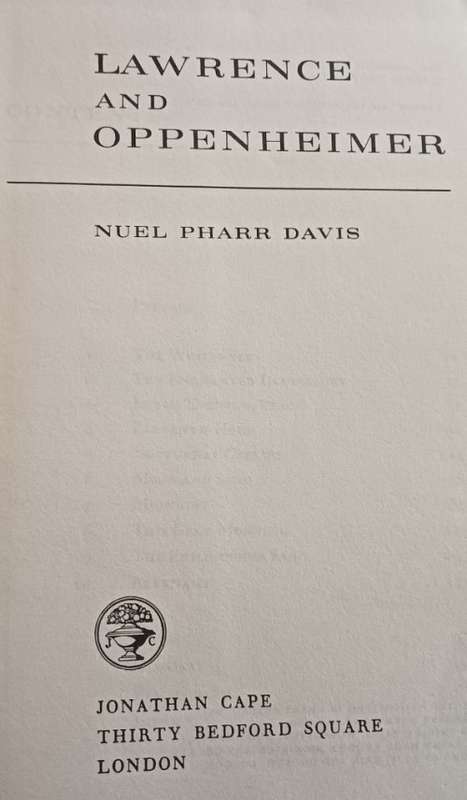 LAWRENCE
AND
OPPENHEIMER
NUEL PHARR DAVIS
J C
JONATHAN CAPE
THIRTY BEDFORD SQUARE
LONDON